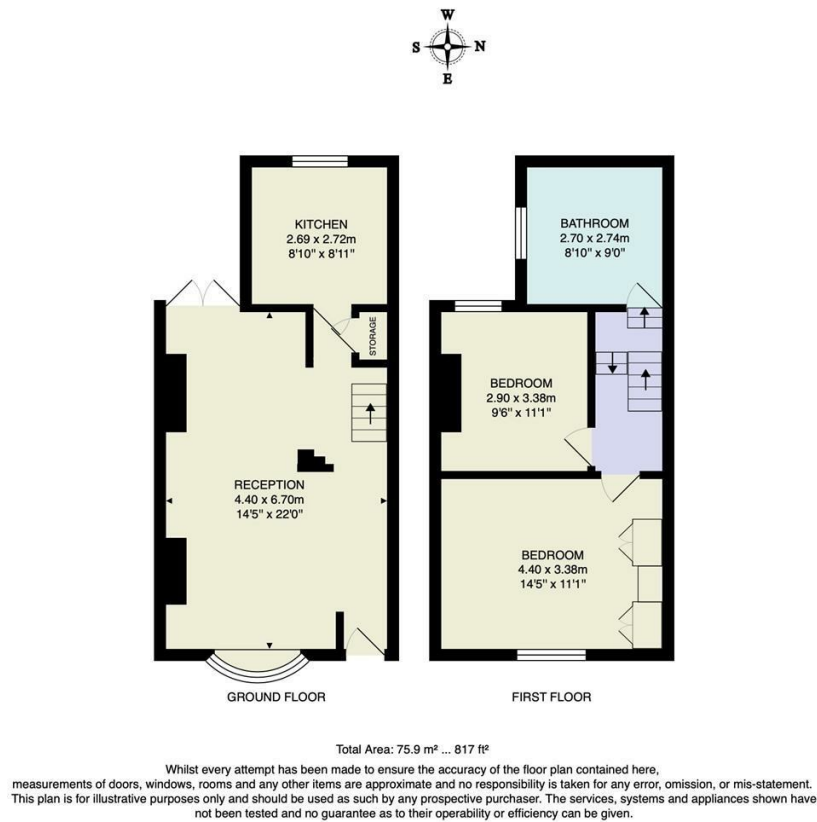 W
S N
E
KITCHEN
2.69 x 2.72m
8'10" x 8'11"
STORAGE
RECEPTION
4.40 x 6.70m
14'5" x 22'0"
GROUND FLOOR
BATHROOM
2.70 x 2.74m
8'10" x 9'0"
BEDROOM
2.90 x 3.38m
9'6" x 11'1"
BEDROOM
4.40 x 3.38m
14'5" x 11'1"
FIRST FLOOR
Total Area: 75.9 m² ... 817 ft²
Whilst every attempt has been made to ensure the accuracy of the floor plan contained here,
measurements of doors, windows, rooms and any other items are approximate and no responsibility is taken for any error, omission, or mis-statement.
This plan is for illustrative purposes only and should be used as such by any prospective purchaser. The services, systems and appliances shown have
not been tested and no guarantee as to their operability or efficiency can be given.